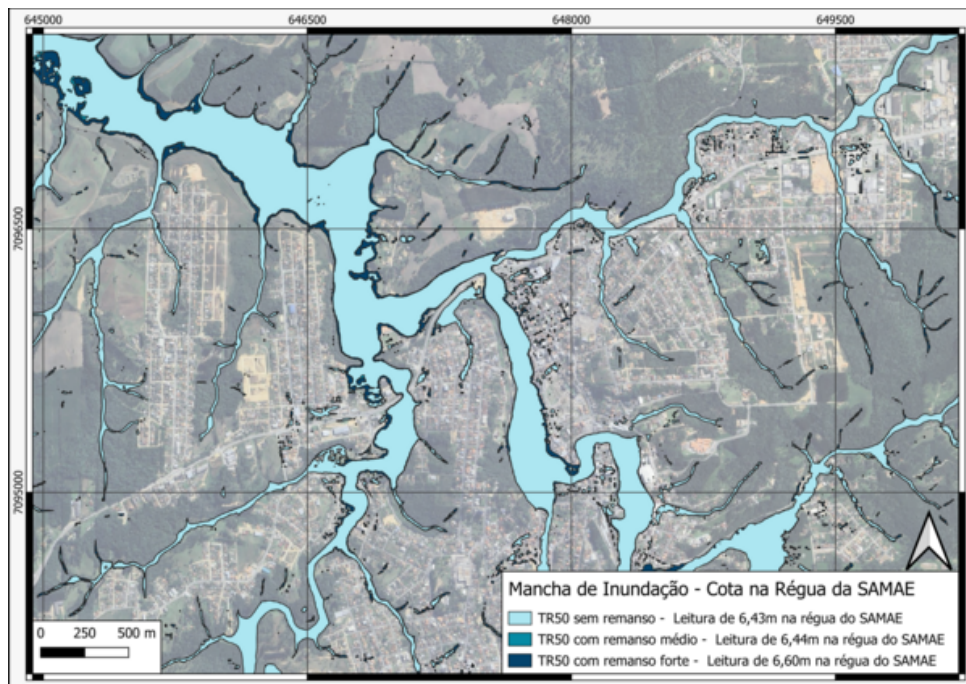 645000 646500 648000 649500
7096500
7095000
Mancha de Inundação - Cota na Régua da SAMAE
TR50 sem remanso - Leitura de 6,43m na régua do SAMAE
TR50 com remanso médio - Leitura de 6,44m na régua do SAMAE
TR50 com remanso forte - Leitura de 6,60m na régua do SAMAE
0 250 500 m